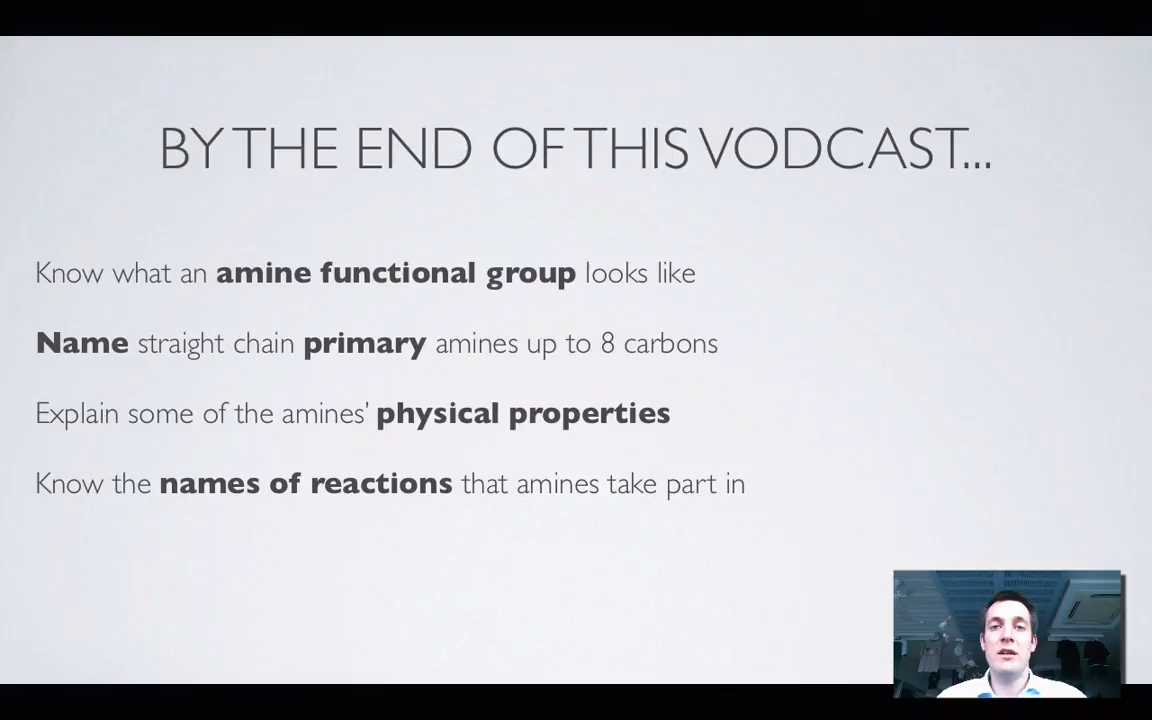 BY THE END OF THIS VODCAST...
Know what an amine functional group looks like
Name straight chain primary amines up to 8 carbons
Explain some of the amines’ physical properties
Know the names of reactions that amines take part in